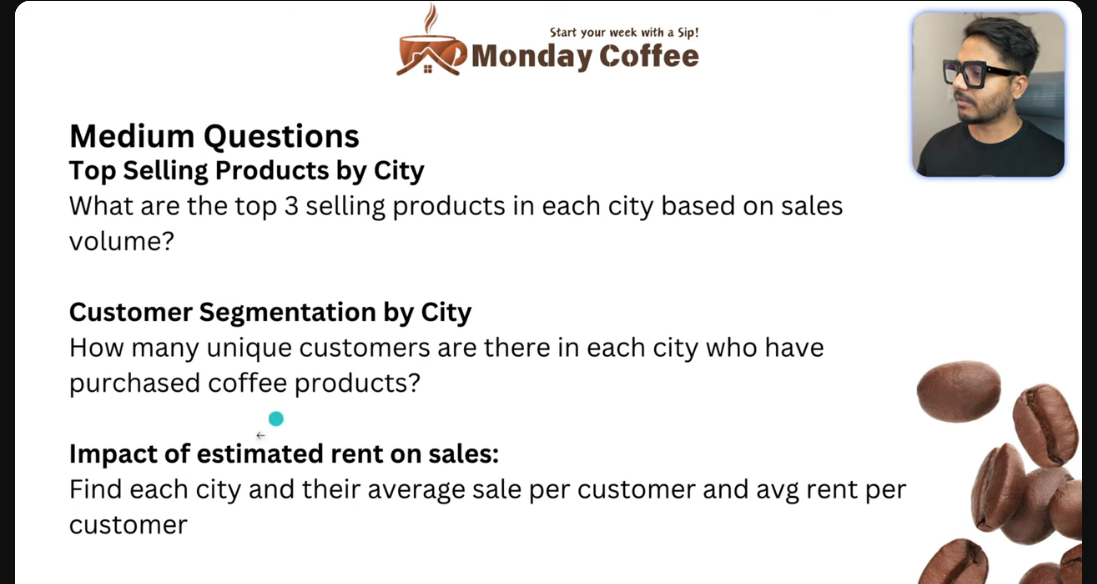 Start your week with a Sip!
Monday Coffee
Medium Questions
Top Selling Products by City
What are the top 3 selling products in each city based on sales
volume?
Customer Segmentation by City
How many unique customers are there in each city who have
purchased coffee products?
Impact of estimated rent on sales:
Find each city and their average sale per customer and avg rent per
customer